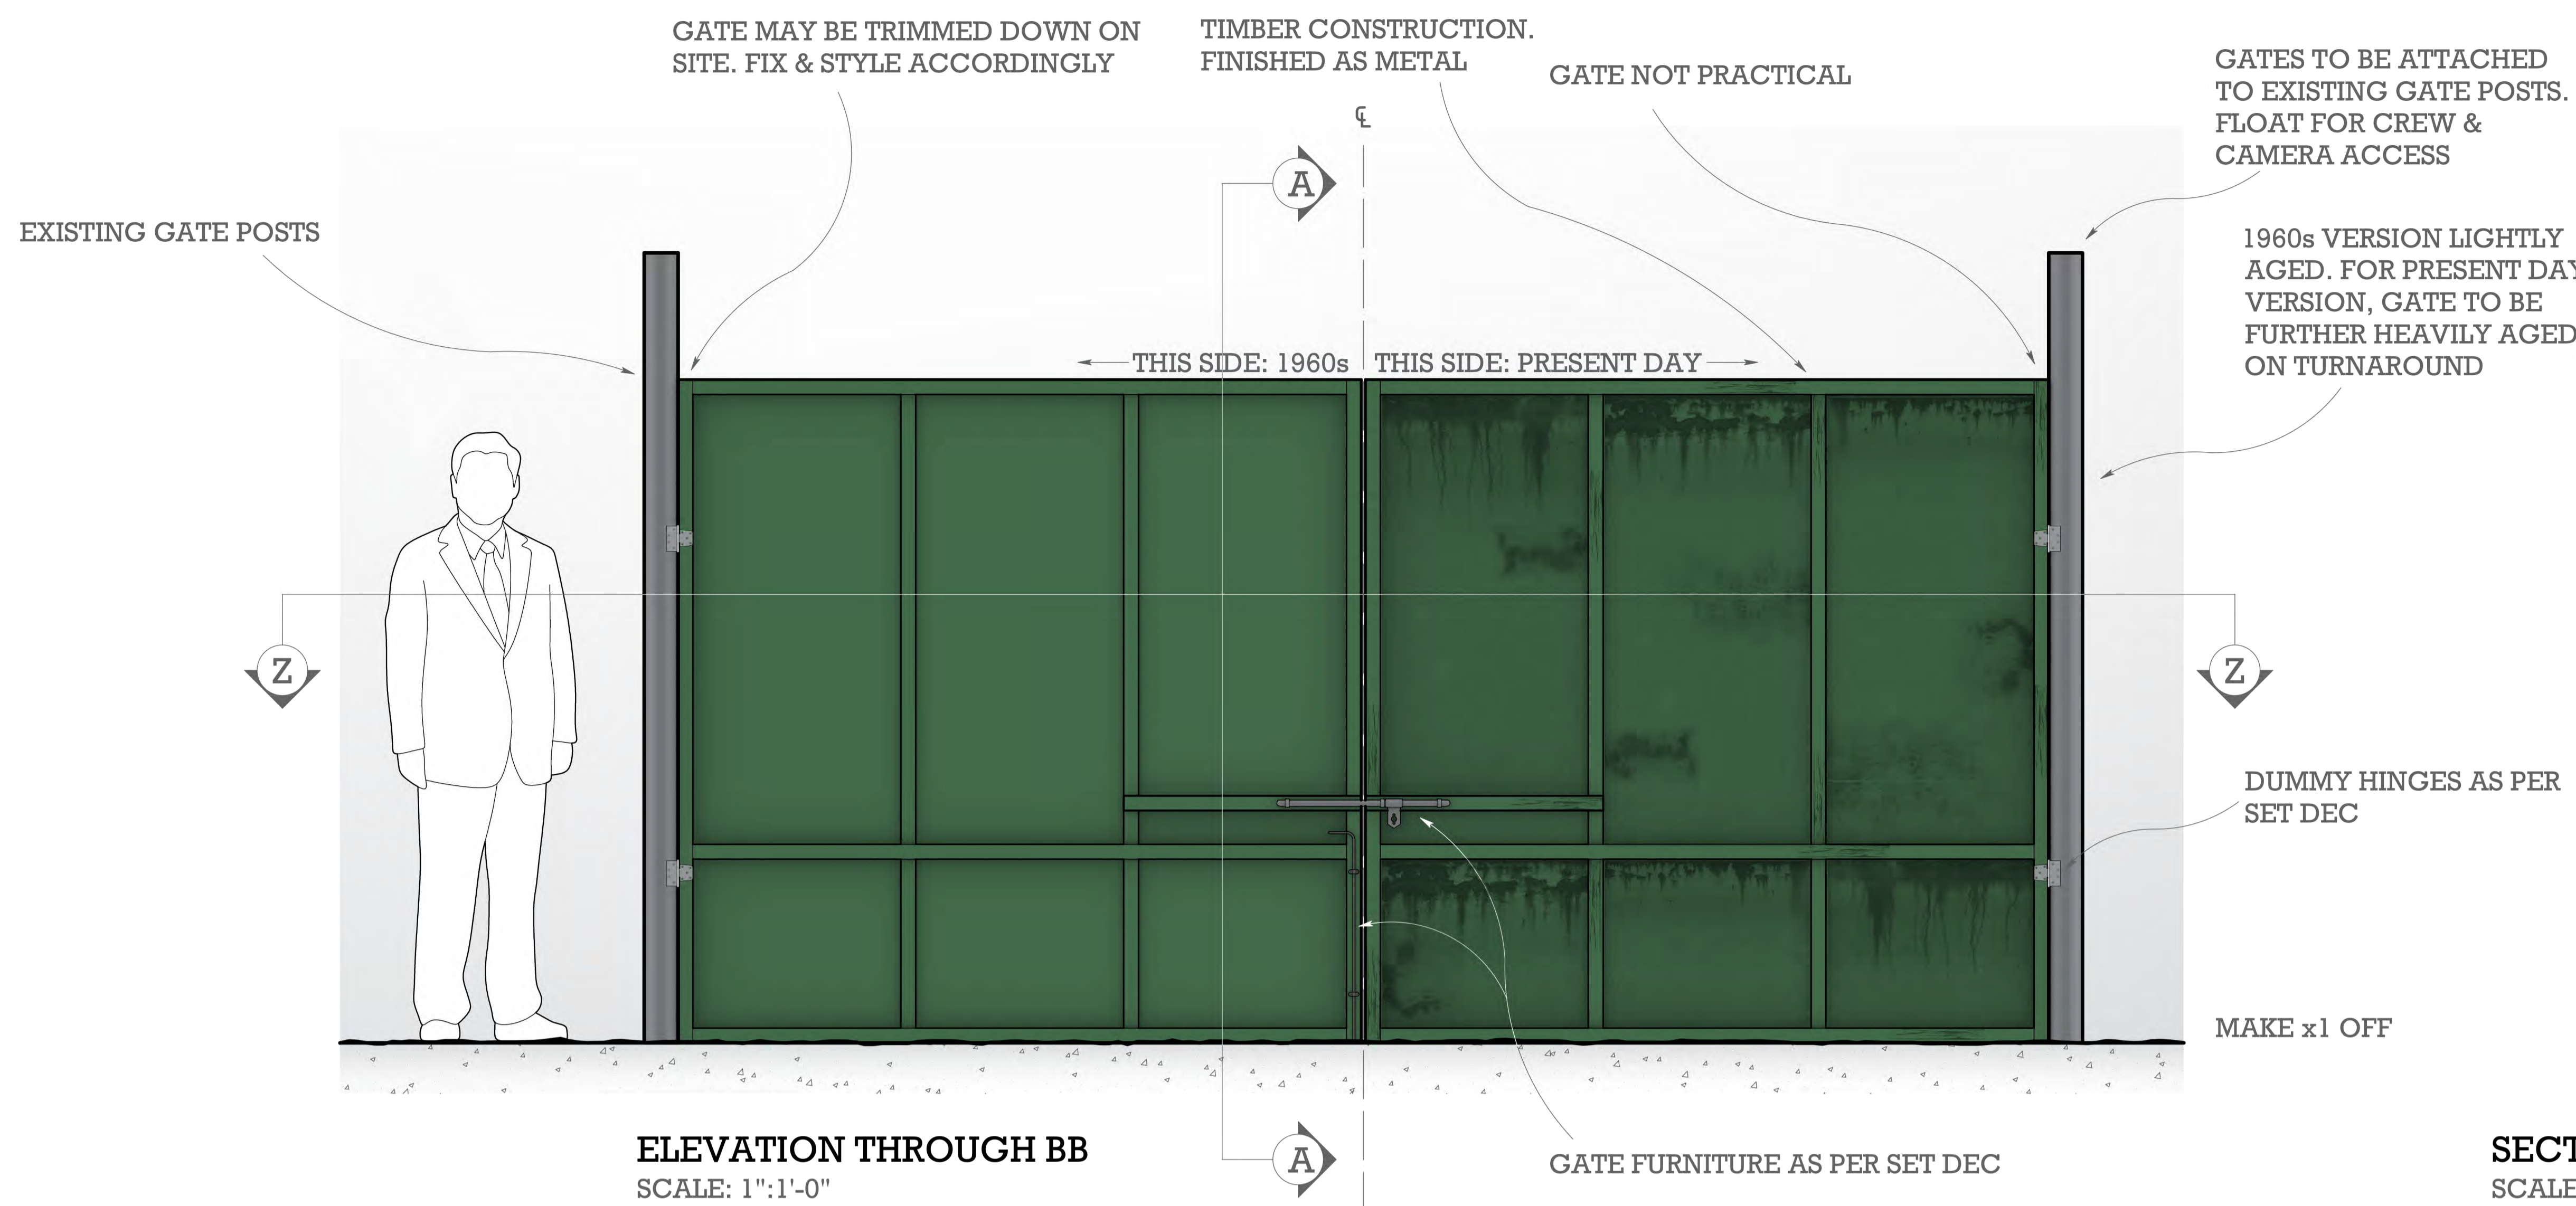 GATE MAY BE TRIMMED DOWN ON
SITE. FIX & STYLE ACCORDINGLY
TIMBER CONSTRUCTION.
FINISHED AS METAL
GATE NOT PRACTICAL
GATES TO BE ATTACHED
TO EXISTING GATE POSTS.
FLOAT FOR CREW &
CAMERA ACCESS
℄
A
EXISTING GATE POSTS
1960s VERSION LIGHTLY
AGED. FOR PRESENT DAY
VERSION, GATE TO BE
FURTHER HEAVILY AGED
ON TURNAROUND
THIS SIDE: 1960s
THIS SIDE: PRESENT DAY
Z
Z
DUMMY HINGES AS PER
SET DEC
MAKE x1 OFF
ELEVATION THROUGH BB
SCALE: 1":1'-0"
A
GATE FURNITURE AS PER SET DEC
SECT
SCALE